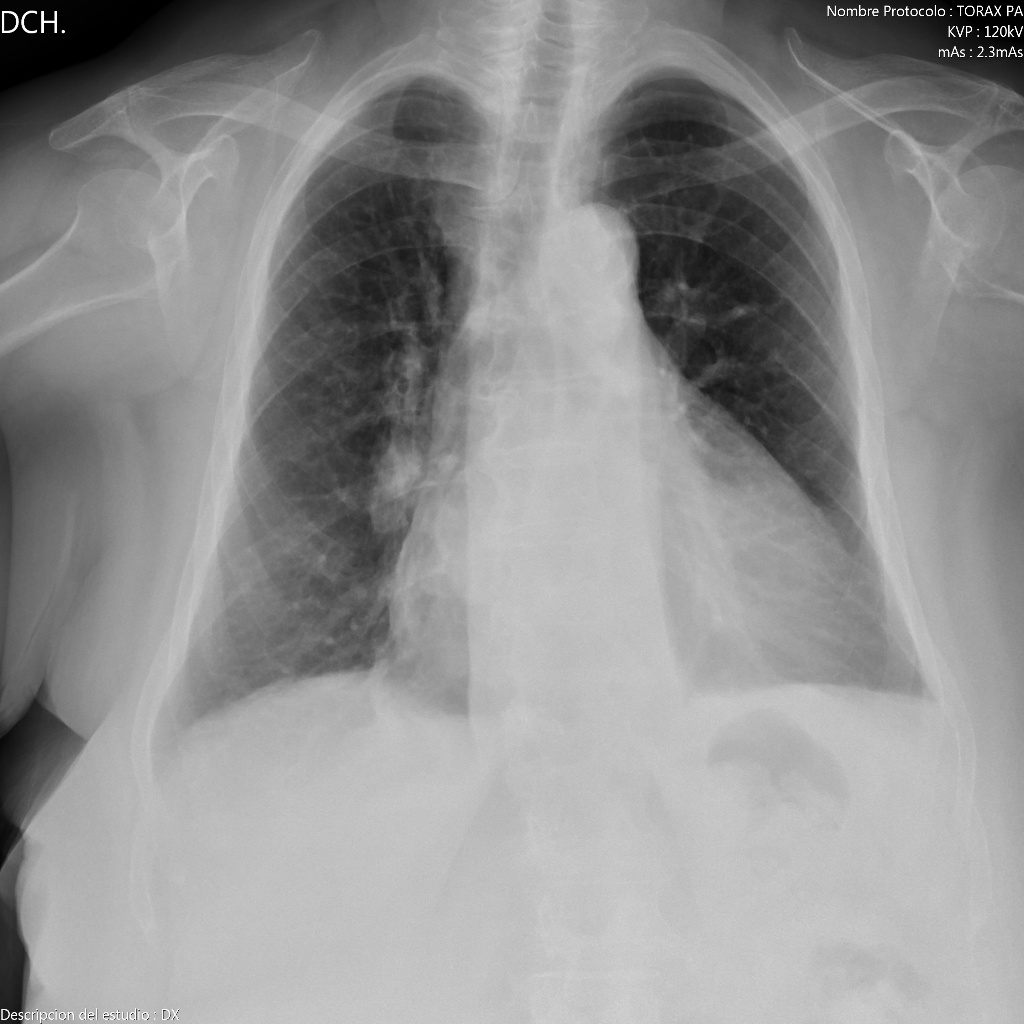 DCH.
Nombre Protocolo : TORAX PA
KVP : 120kV
mAs : 2.3mAs
Descripcion del estudio : DX